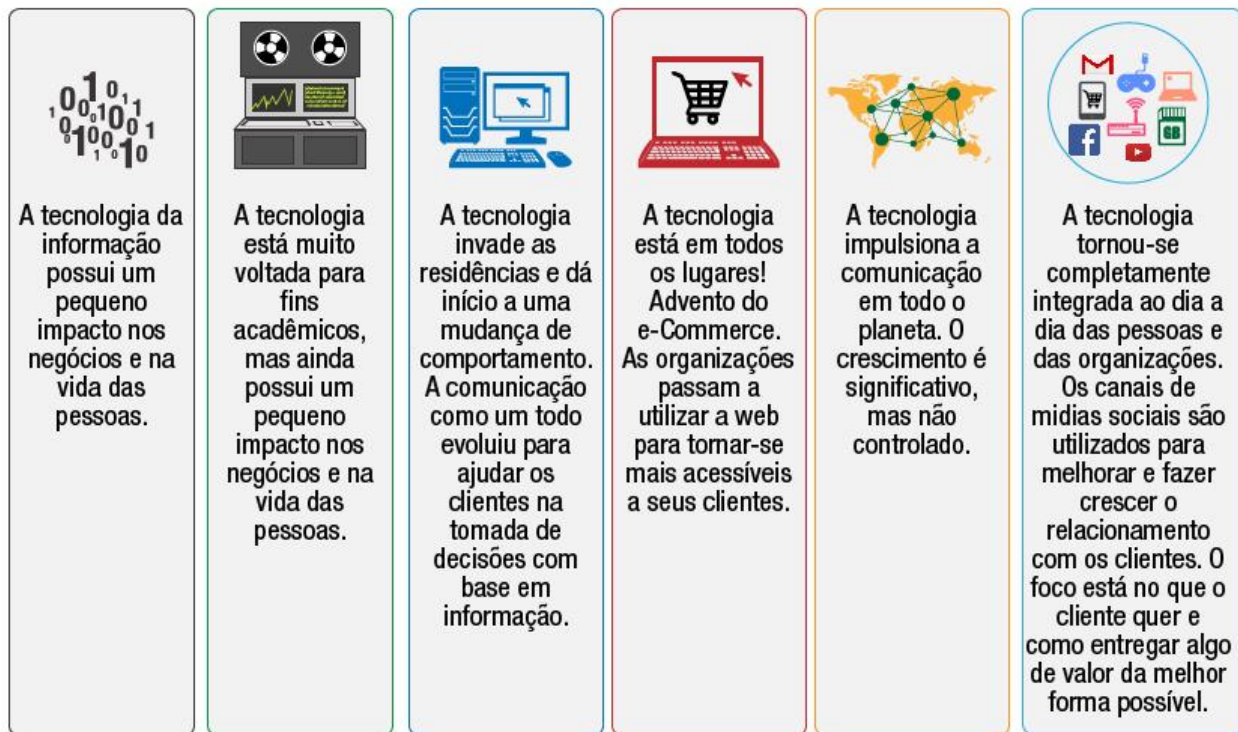 A tecnologia da
informação
possui um
pequeno
impacto nos
negócios e na
vida das
pessoas.
A tecnologia
está muito
voltada para
fins
acadêmicos,
mas ainda
possui um
pequeno
impacto nos
negócios e na
vida das
pessoas.
A tecnologia
invade as
residências e dá
início a uma
mudança de
comportamento.
A comunicação
como um todo
evoluiu para
ajudar os
clientes na
tomada de
decisões com
base em
informação.
A tecnologia
está em todos
os lugares!
Advento do
e-Commerce.
As organizações
passam a
utilizar a web
para tornar-se
mais acessíveis
a seus clientes.
A tecnologia
impulsiona a
comunicação
em todo o
planeta. O
crescimento é
significativo,
mas não
controlado.
GB
A tecnologia
tornou-se
completamente
integrada ao dia a
dia das pessoas e
das organizações.
Os canais de
midias sociais são
utilizados para
melhorar e fazer
crescer o
relacionamento
com os clientes. O
foco está no que o
cliente quer e
como entregar algo
de valor da melhor
forma possível.